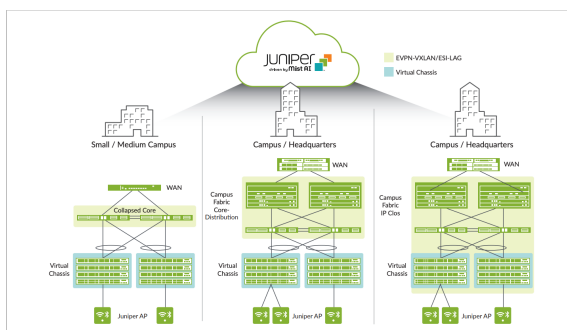 JUNIPER
driven by Mist AI
EVPN-VXLAN/ESI-LAG
Virtual Chassis
Small / Medium Campus
WAN
Collapsed Core
Virtual
Chassis
Juniper AP
Campus / Headquarters
WAN
Campus
Fabric
Core-
Distribution
Virtual
Chassis
Juniper AP
Campus / Headquarters
WAN
Campus
Fabric
IP Clos
Virtual
Chassis
Juniper AP